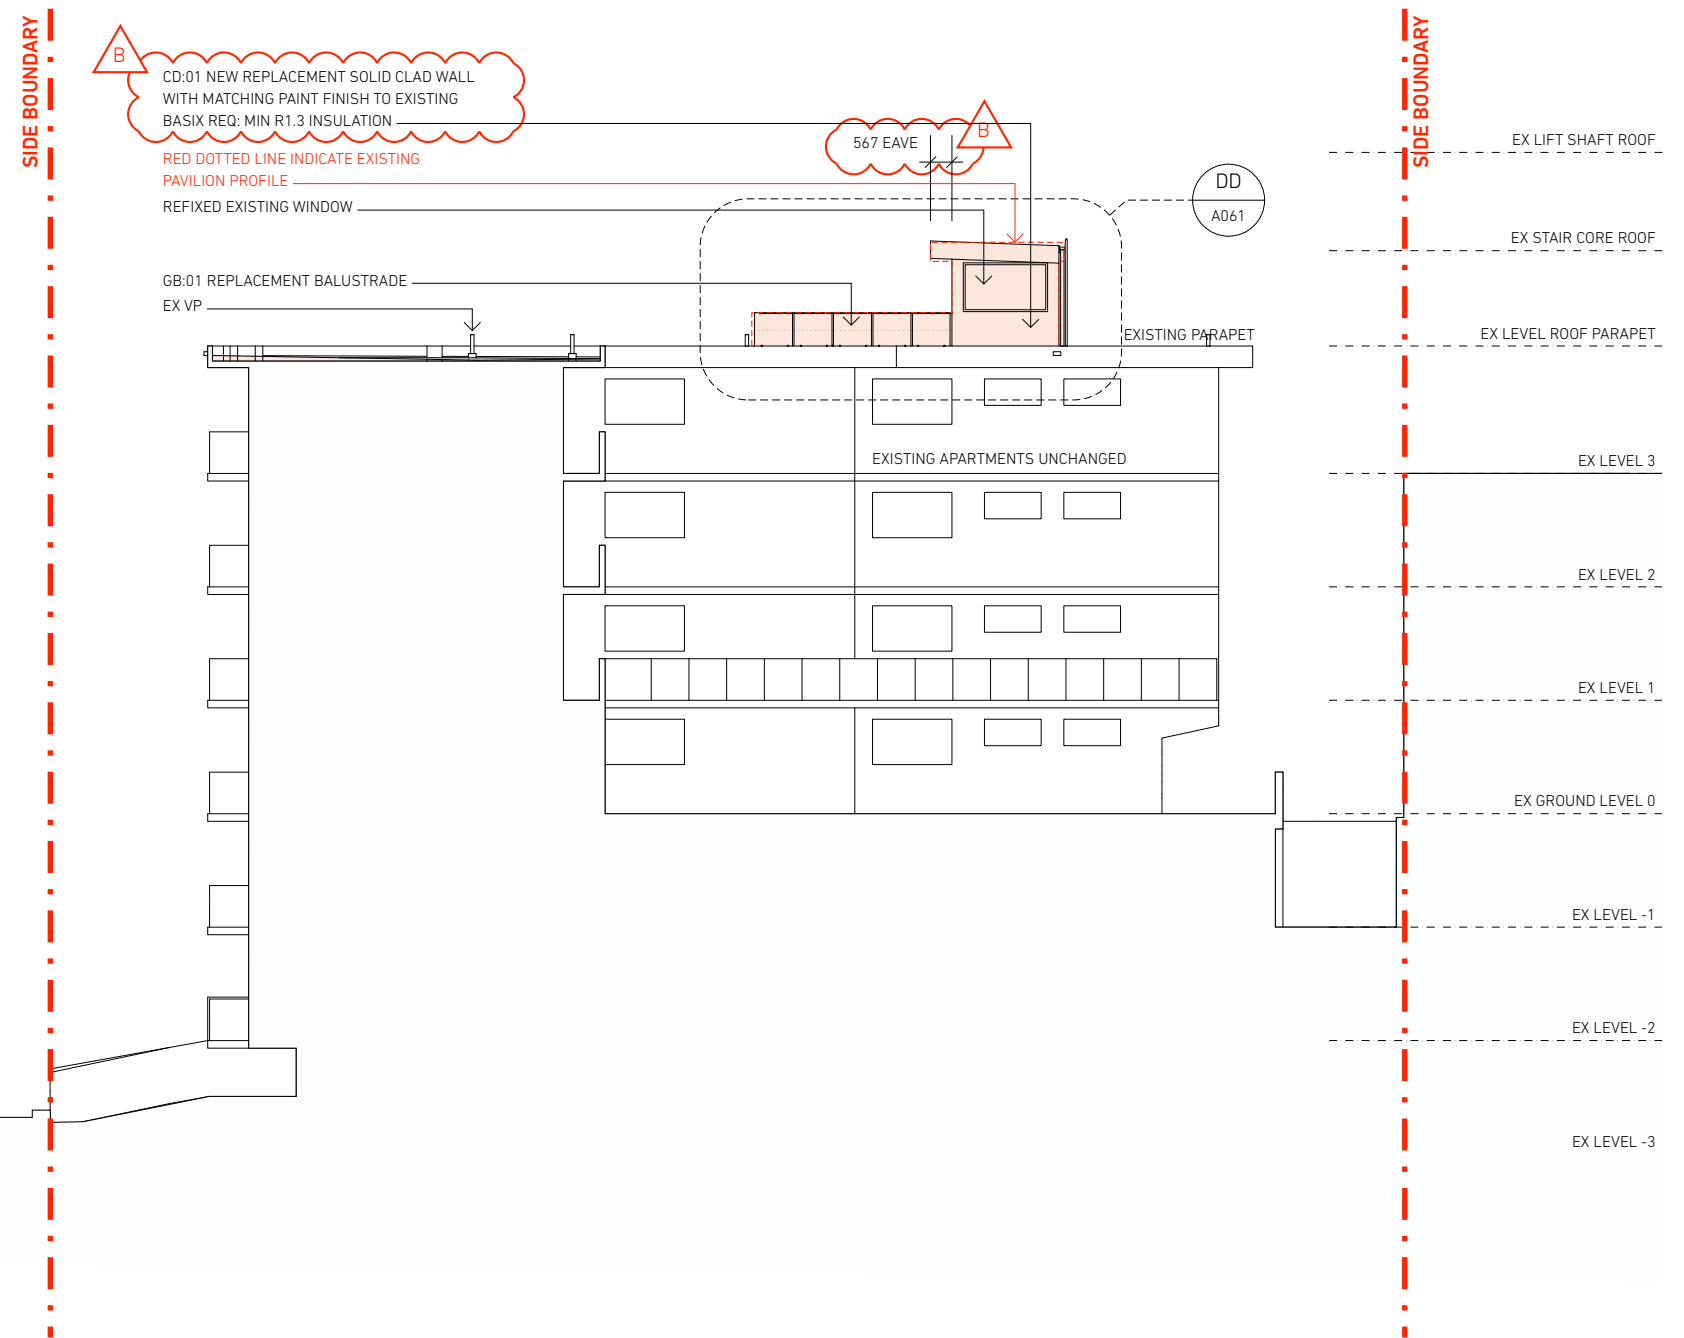 SIDE BOUNDARY
B
CD:01 NEW REPLACEMENT SOLID CLAD WALL
WITH MATCHING PAINT FINISH TO EXISTING
BASIX REQ: MIN R1.3 INSULATION
RED DOTTED LINE INDICATE EXISTING
PAVILION PROFILE
REFIXED EXISTING WINDOW
GB:01 REPLACEMENT BALUSTRADE
EX VP
567 EAVE
B
DD
A061
EXISTING PARAPET
EXISTING APARTMENTS UNCHANGED
SIDE BOUNDARY
EX LIFT SHAFT ROOF
EX STAIR CORE ROOF
EX LEVEL ROOF PARAPET
EX LEVEL 3
EX LEVEL 2
EX LEVEL 1
EX GROUND LEVEL 0
EX LEVEL -1
EX LEVEL -2
EX LEVEL -3